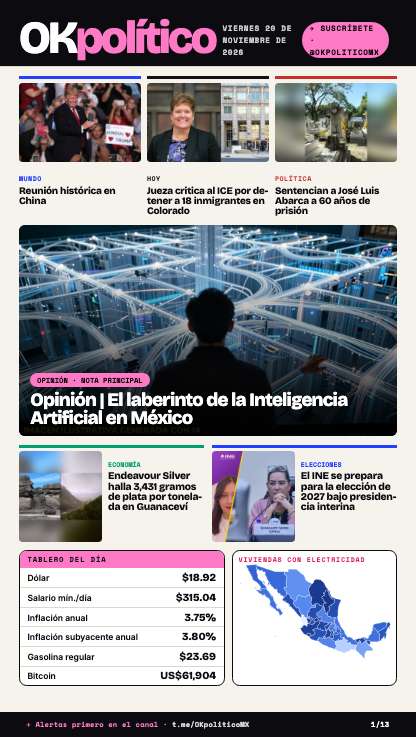 OKpolítico
VIERNES 20 DE
NOVIEMBRE DE
2026
→ SUSCRÍBETE
·
@OKPOLITICOMX
MUNDO
Reunión histórica en
China
HOY
Jueza critica al ICE por de-
tener a 18 inmigrantes en
Colorado
POLÍTICA
Sentencian a José Luis
Abarca a 60 años de
prisión
OPINIÓN · NOTA PRINCIPAL
Opinión | El laberinto de la Inteligencia
Artificial en México
IMAGEN ILUSTRATIVA GENERADA CON IA
ECONOMÍA
Endeavour Silver
halla 3,431 gramos
de plata por tonela-
da en Guanaceví
ELECCIONES
El INE se prepara
para la elección de
2027 bajo presiden-
cia interina
TABLERO DEL DÍA
Dólar $18.92
Salario mín./día $315.04
Inflación anual 3.75%
Inflación subyacente anual 3.80%
Gasolina regular $23.69
Bitcoin US$61,904
VIVIENDAS CON ELECTRICIDAD
→ Alertas primero en el canal · t.me/OKpoliticoMX
1/13